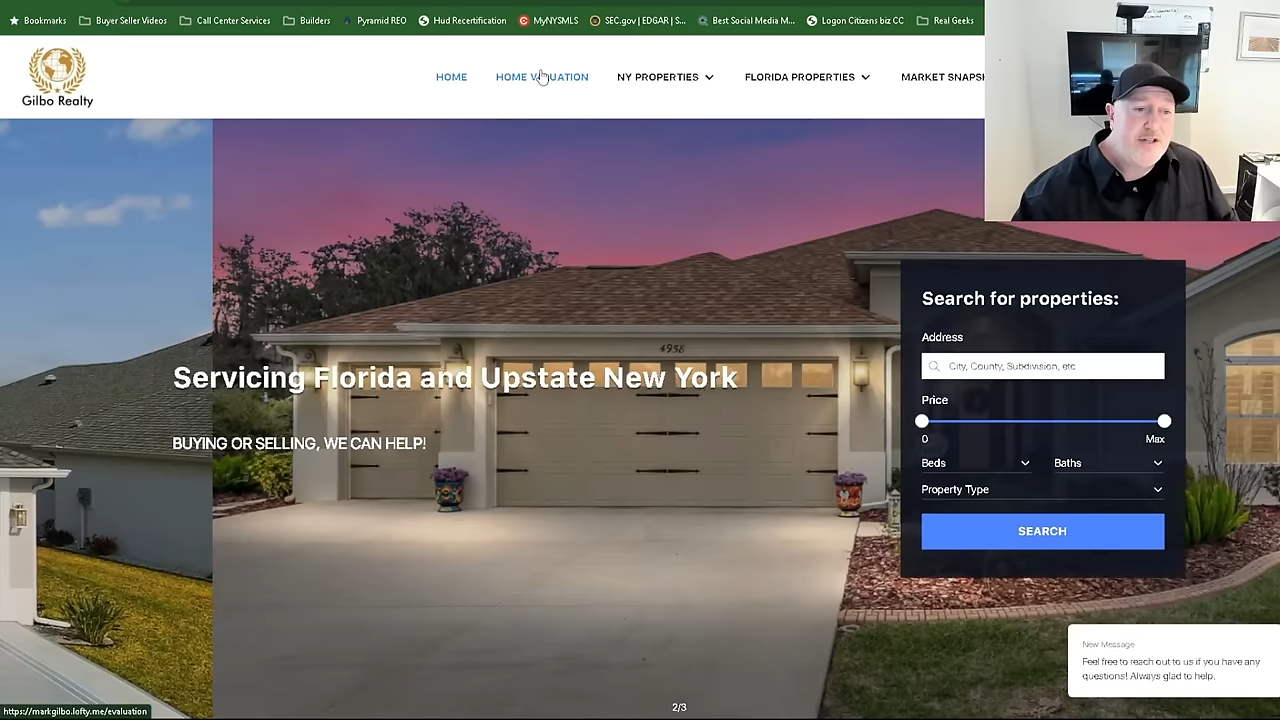 Bookmarks
Buyer Seller Videos
Call Center Services
Builders
Pyramid REO
Hud Recertification
MyNYSMLS
SEC.gov | EDGAR | S...
Best Social Media M...
Logon Citizens biz CC
Real Geeks
Gilbo Realty
HOME
HOME VALUATION
NY PROPERTIES
FLORIDA PROPERTIES
MARKET SNAPSH
4958
Servicing Florida and Upstate New York
BUYING OR SELLING, WE CAN HELP!
Search for properties:
Address
City, County, Subdivision, etc
Price
0
Max
Beds
Baths
Property Type
SEARCH
New Message
Feel free to reach out to us if you have any
questions! Always glad to help.
https://markgilbo.lofty.me/evaluation
2/3